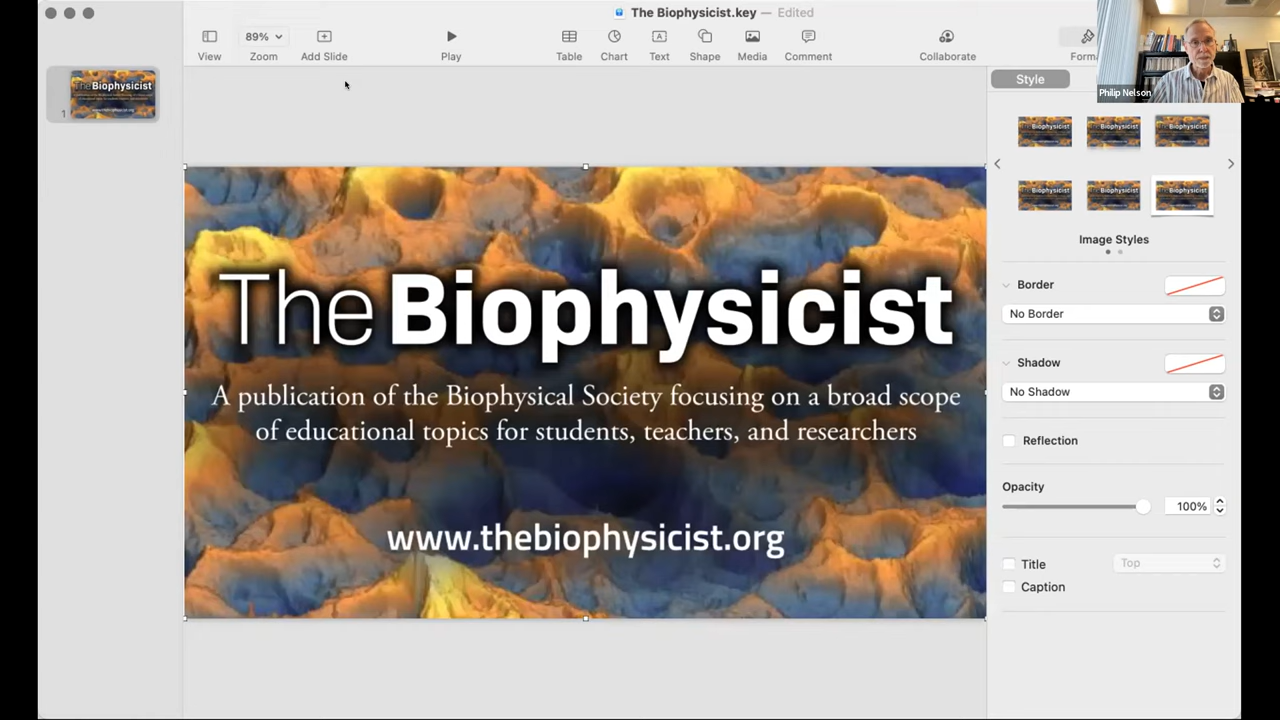 The Biophysicist.key — Edited
89%
View
Zoom
Add Slide
Play
Table
Chart
Text
Shape
Media
Comment
Collaborate
Forma
Philip Nelson
Style
1
The Biophysicist
A publication of the Biophysical Society focusing on a broad scope
of educational topics for students, teachers, and researchers
www.thebiophysicist.org
Image Styles
Border
No Border
Shadow
No Shadow
Reflection
Opacity
100%
Title
Top
Caption